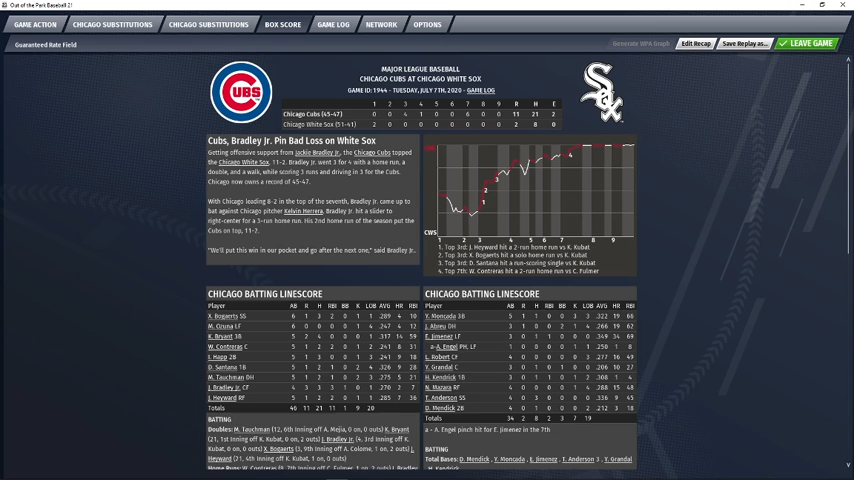 Out of the Park Baseball 21
GAME ACTION
CHICAGO SUBSTITUTIONS
CHICAGO SUBSTITUTIONS
BOX SCORE
GAME LOG
NETWORK
OPTIONS
Guaranteed Rate Field
Generate WPA Graph
Edit Recap
Save Replay as...
LEAVE GAME
CUBS
Sox
MAJOR LEAGUE BASEBALL
CHICAGO CUBS AT CHICAGO WHITE SOX
GAME ID: 1944 - TUESDAY, JULY 7TH, 2020 - GAME LOG
1 2 3 4 5 6 7 8 9 R H E
Chicago Cubs (45-47) 0 0 4 1 0 0 6 0 0 11 21 2
Chicago White Sox (51-41) 2 0 0 0 0 0 0 0 0 2 8 0
Cubs, Bradley Jr. Pin Bad Loss on White Sox
Getting offensive support from Jackie Bradley Jr., the Chicago Cubs topped
the Chicago White Sox, 11-2. Bradley Jr. went 3 for 4 with a home run, a
double, and a walk, while scoring 3 runs and driving in 3 for the Cubs.
Chicago now owns a record of 45-47.
With Chicago leading 8-2 in the top of the seventh, Bradley Jr. came up to
bat against Chicago pitcher Kelvin Herrera. Bradley Jr. hit a slider to
right-center for a 3-run home run. His 2nd home run of the season put the
Cubs on top, 11-2.
"We'll put this win in our pocket and go after the next one," said Bradley Jr.
1
2
3
4
CWS
1 2 3 4 5 6 7 8 9
1. Top 3rd: J. Heyward hit a 2-run home run vs K. Kubat
2. Top 3rd: X. Bogaerts hit a solo home run vs K. Kubat
3. Top 3rd: D. Santana hit a run-scoring single vs K. Kubat
4. Top 7th: W. Contreras hit a 2-run home run vs C. Fulmer
CHICAGO BATTING LINESCORE
Player AB R H RBI BB K LOB AVG HR RBI
X. Bogaerts SS 6 1 3 2 0 1 1 .289 4 10
M. Ozuna LF 6 0 0 0 0 1 4 .247 4 12
K. Bryant 3B 5 2 4 0 0 0 1 .317 14 59
W. Contreras C 5 1 2 2 0 0 2 .241 8 31
I. Happ 2B 5 1 3 0 0 1 3 .241 9 18
D. Santana 1B 5 1 2 1 0 2 4 .326 9 28
M. Tauchman DH 5 1 2 1 0 2 3 .275 5 21
J. Bradley Jr. CF 4 3 3 3 1 0 1 .270 2 7
J. Heyward RF 5 1 2 2 0 1 1 .285 7 36
Totals 46 11 21 11 1 9 20
BATTING
Doubles: M. Tauchman (12, 6th Inning off A. Mejia, 0 on, 0 outs) K. Bryant
(21, 1st Inning off K. Kubat, 0 on, 2 outs) J. Bradley Jr. (4, 3rd Inning off K.
Kubat, 0 on, 0 outs) X. Bogaerts (3, 9th Inning off A. Colome, 1 on, 2 outs) J.
Heyward (21, 4th Inning off K. Kubat, 1 on, 0 outs)
CHICAGO BATTING LINESCORE
Player AB R H RBI BB K LOB AVG HR RBI
Y. Moncada 3B 5 1 1 0 0 3 3 .322 19 66
J. Abreu DH 3 1 0 0 2 1 4 .266 19 62
E. Jimenez LF 3 0 1 1 0 0 0 .349 34 69
a-A. Engel PH, LF 1 0 0 0 0 1 1 .250 1 8
L. Robert CF 4 0 0 0 0 0 3 .277 16 49
Y. Grandal C 3 0 1 0 1 0 2 .276 10 27
H. Kendrick 1B 3 0 1 1 0 1 2 .308 1 4
N. Mazara RF 4 0 0 0 0 1 4 .288 15 48
T. Anderson SS 4 0 3 0 0 0 0 .336 9 45
D. Mendick 2B 4 0 1 0 0 0 2 .212 3 18
Totals 34 2 8 2 3 7 19
a - A. Engel pinch hit for E. Jimenez in the 7th
BATTING
Total Bases: D. Mendick , Y. Moncada , E. Jimenez , T. Anderson 3 , Y. Grandal